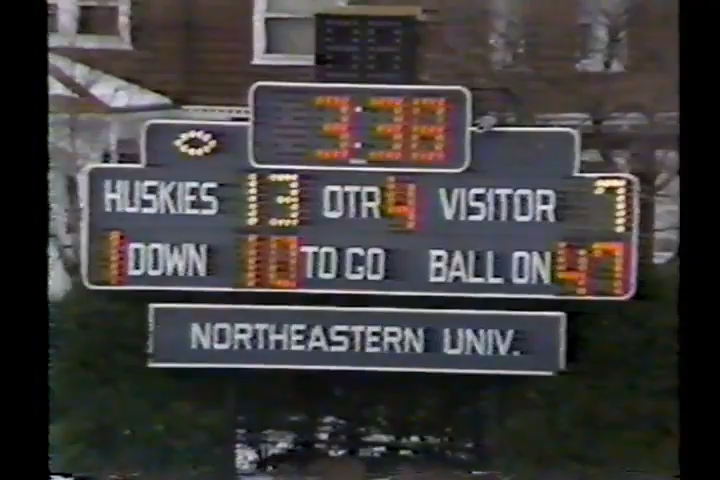 3:38
HUSKIES 13 QTR 4 VISITOR 7
1 DOWN 10 TO GO BALL ON 47
NORTHEASTERN UNIV.